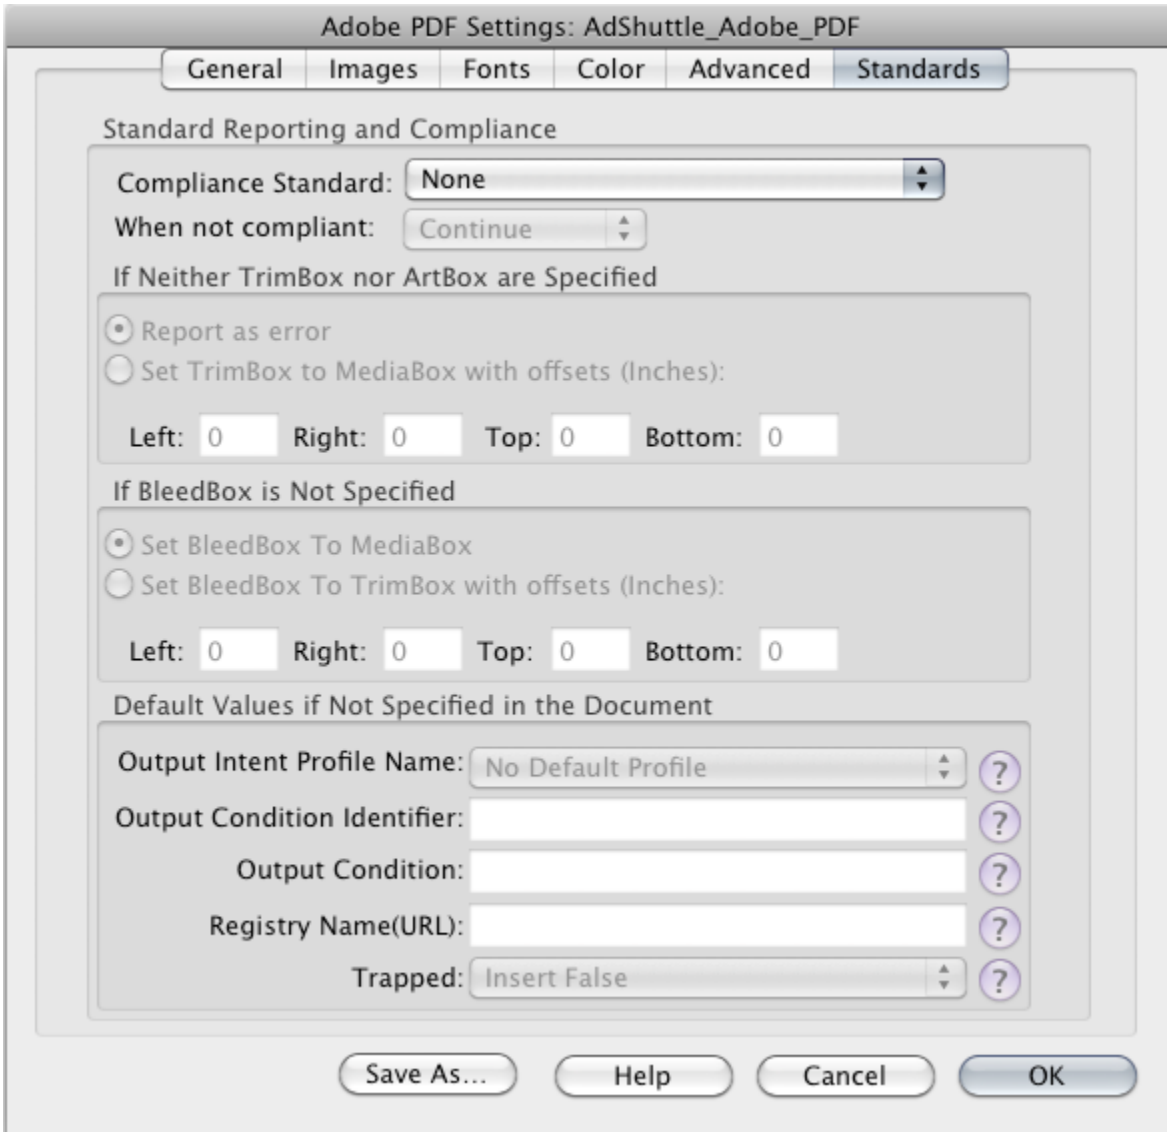 Adobe PDF Settings: AdShuttle_Adobe_PDF
General Images Fonts Color Advanced Standards
Standard Reporting and Compliance
Compliance Standard: None
When not compliant: Continue
If Neither TrimBox nor ArtBox are Specified
Report as error
Set TrimBox to MediaBox with offsets (Inches):
Left: 0 Right: 0 Top: 0 Bottom: 0
If BleedBox is Not Specified
Set BleedBox To MediaBox
Set BleedBox To TrimBox with offsets (Inches):
Left: 0 Right: 0 Top: 0 Bottom: 0
Default Values if Not Specified in the Document
Output Intent Profile Name: No Default Profile ?
Output Condition Identifier: ?
Output Condition: ?
Registry Name(URL): ?
Trapped: Insert False ?
Save As... Help Cancel OK